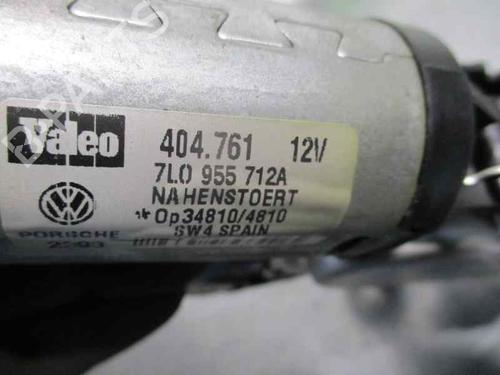 Valeo
404.761 12V
7L0 955 712A
NAHENSTOERT
*Op34810/4810
SW4 SPAIN
PORSCHE